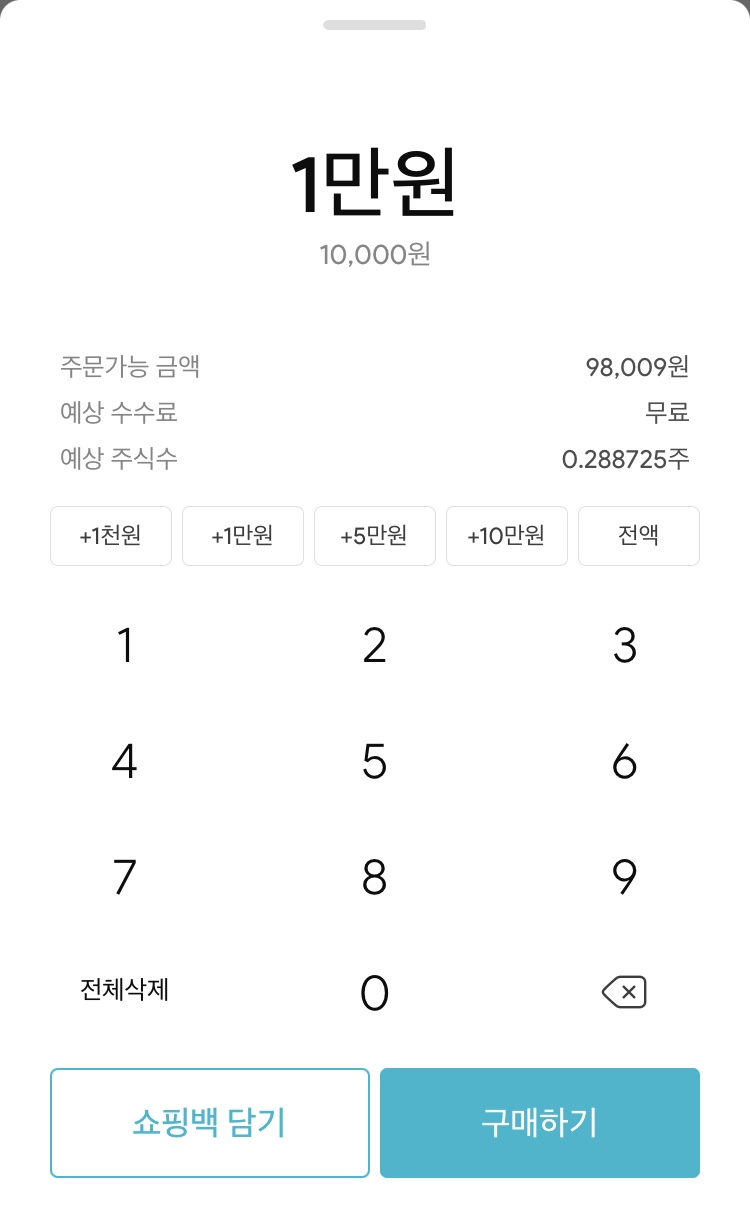 1만원
10,000원
주문가능 금액 98,009원
예상 수수료 무료
예상 주식수 0.288725주
+1천원 +1만원 +5만원 +10만원 전액
1 2 3
4 5 6
7 8 9
전체삭제 0
쇼핑백 담기 구매하기